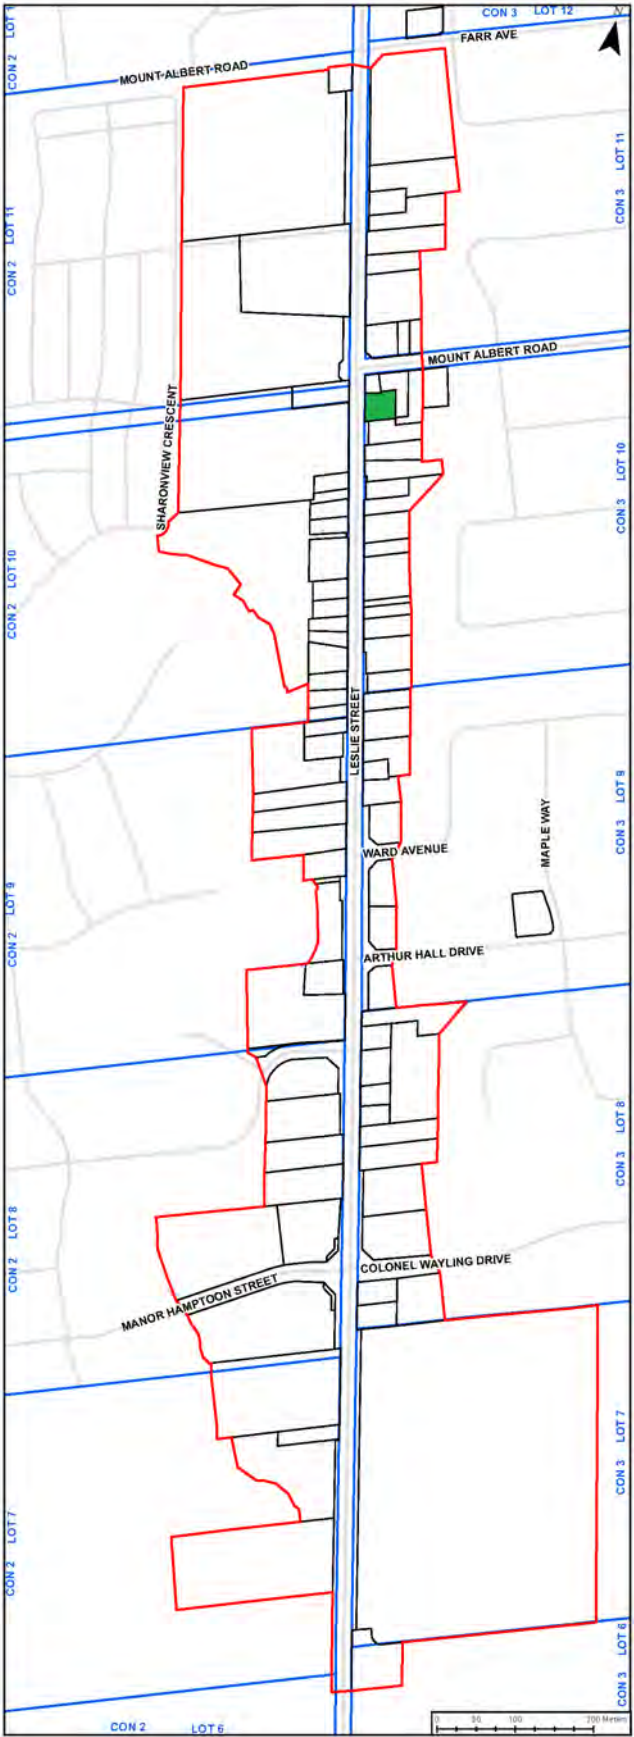 CON 3 LOT 12
N
FARR AVE
CON 2 LOT 1
MOUNT ALBERT ROAD
CON 3 LOT 11
CON 2 LOT 11
MOUNT ALBERT ROAD
SHARONVIEW CRESCENT
CON 3 LOT 10
CON 2 LOT 10
LESLIE STREET
CON 3 LOT 9
MAPLE WAY
WARD AVENUE
CON 2 LOT 9
ARTHUR HALL DRIVE
CON 3 LOT 8
CON 2 LOT 8
COLONEL WAYLING DRIVE
MANOR HAMPTOON STREET
CON 3 LOT 7
CON 2 LOT 7
CON 3 LOT 6
0 50 100 200 Meters
CON 2 LOT 6